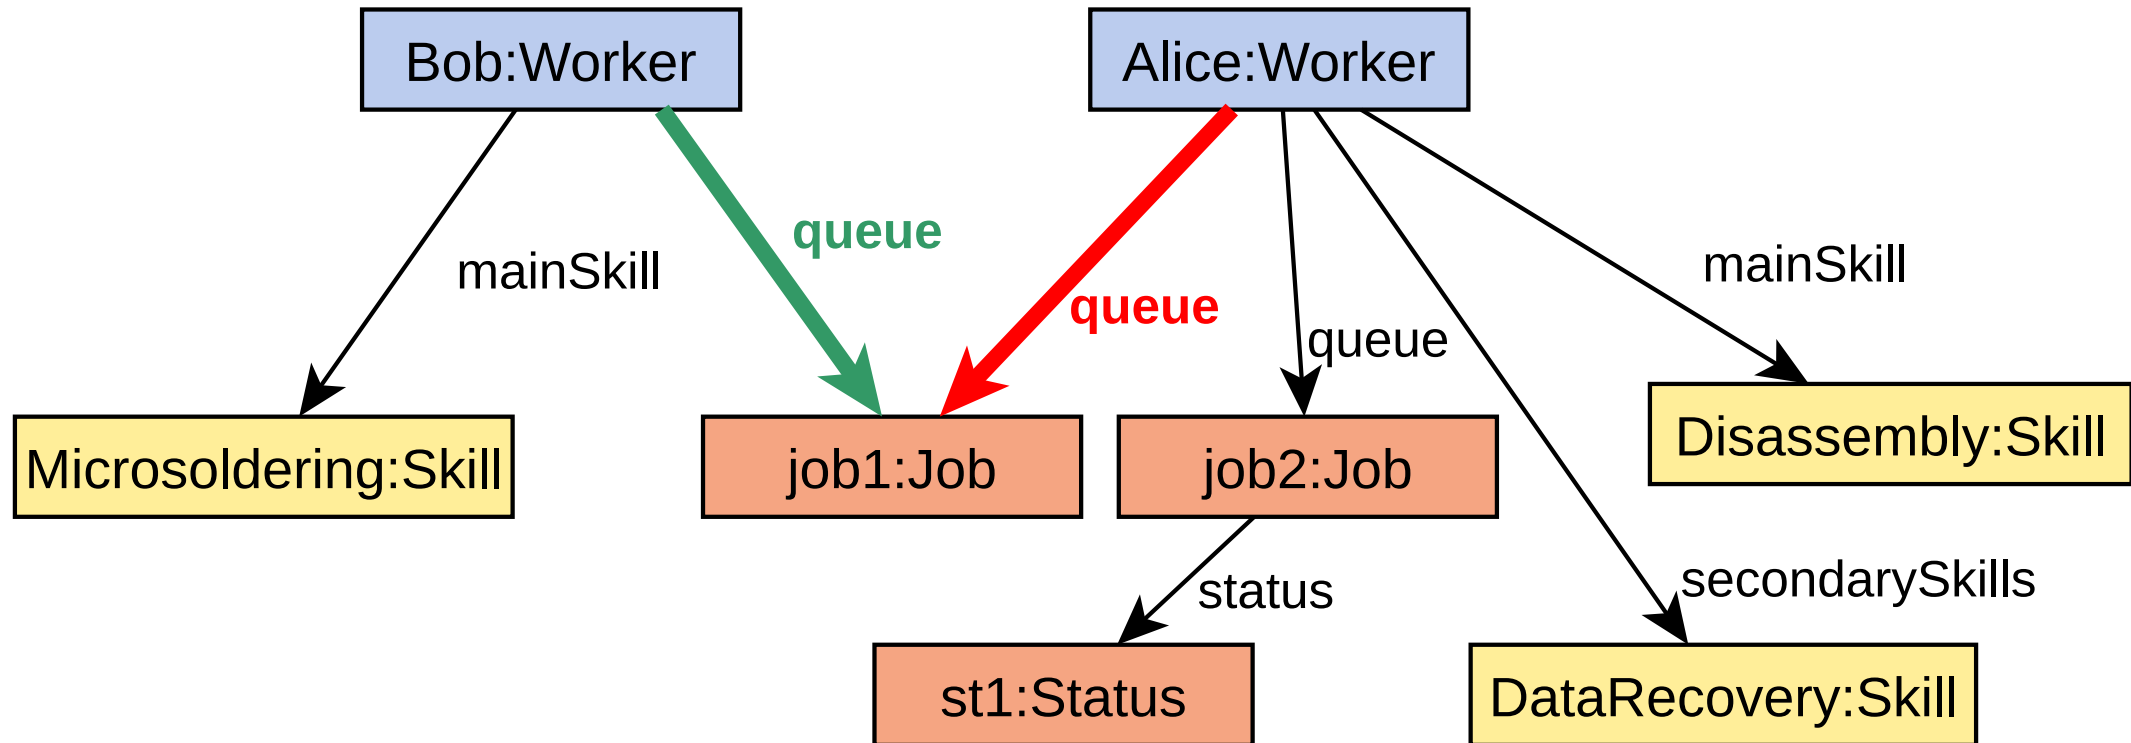 Bob:Worker
Alice:Worker
queue
mainSkill
mainSkill
queue
queue
Microsoldering:Skill
job1:Job
job2:Job
Disassembly:Skill
status
secondarySkills
st1:Status
DataRecovery:Skill